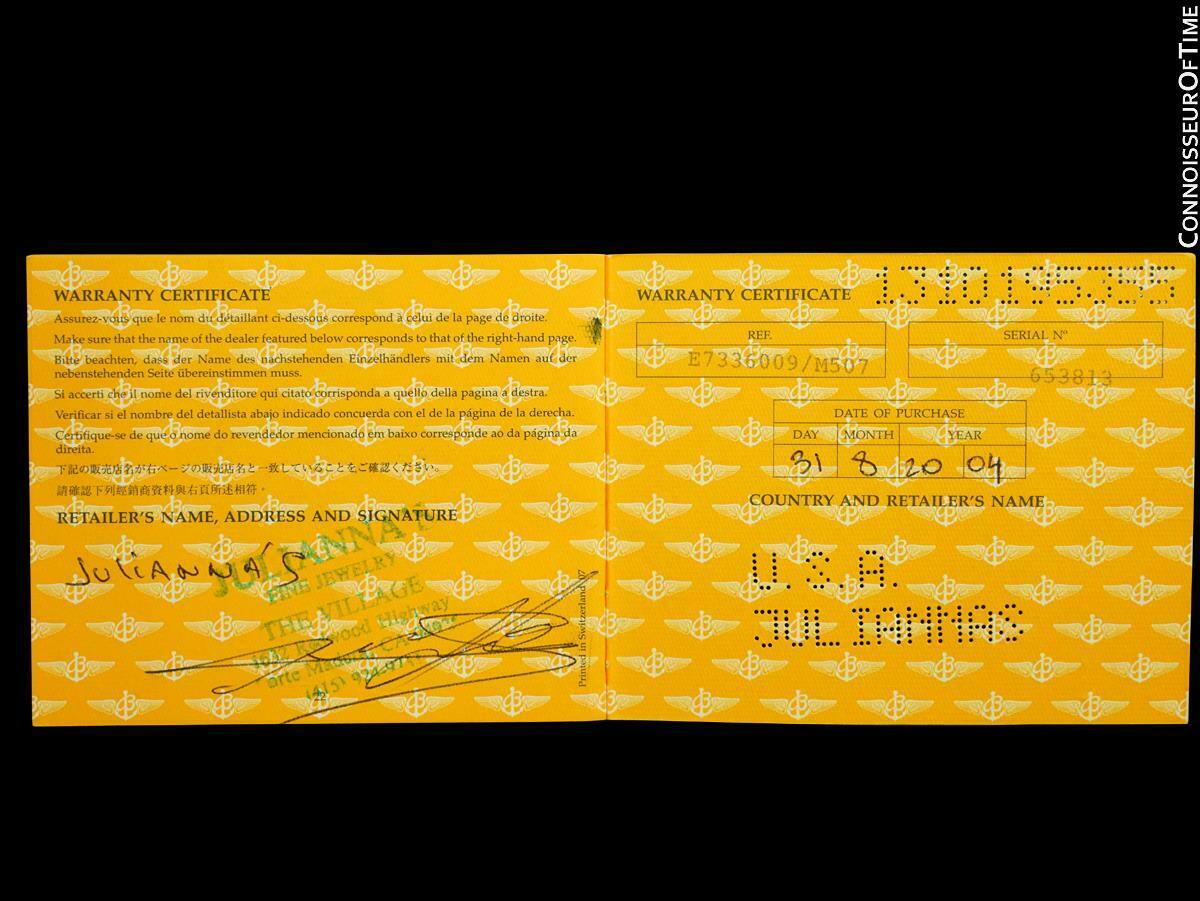 CONNOISSEUROFTIME
WARRANTY CERTIFICATE
Assurez-vous que le nom du détaillant ci-dessous correspond à celui de la page de droite.
Make sure that the name of the dealer featured below corresponds to that of the right-hand page.
Bitte beachten, dass der Name des nachstehenden Einzelhändlers mit dem Namen auf der
nebenstehenden Seite übereinstimmen muss.
Si accerti che il nome del rivenditore qui citato corrisponda a quello della pagina a destra.
Verificar si el nombre del detallista abajo indicado concuerda con el de la página de la derecha.
Certifique-se de que o nome do revendedor mencionado em baixo corresponde ao da página da
direita.
下記の販売店名が右ページの販売店名と一致していることをご確認ください。
請確認下列經銷商資料與右頁所述相符。
RETAILER'S NAME, ADDRESS AND SIGNATURE
JULIANNA'S
JULIANNA'S
FINE JEWELRY
THE VILLAGE
Highway
(415)
22
Printed in Switzerland
WARRANTY CERTIFICATE
REF.
E7336009/M507
SERIAL Nº
653813
DATE OF PURCHASE
DAY MONTH YEAR
31 8 20 04
COUNTRY AND RETAILER'S NAME
U.S.A.
JULIANNAS